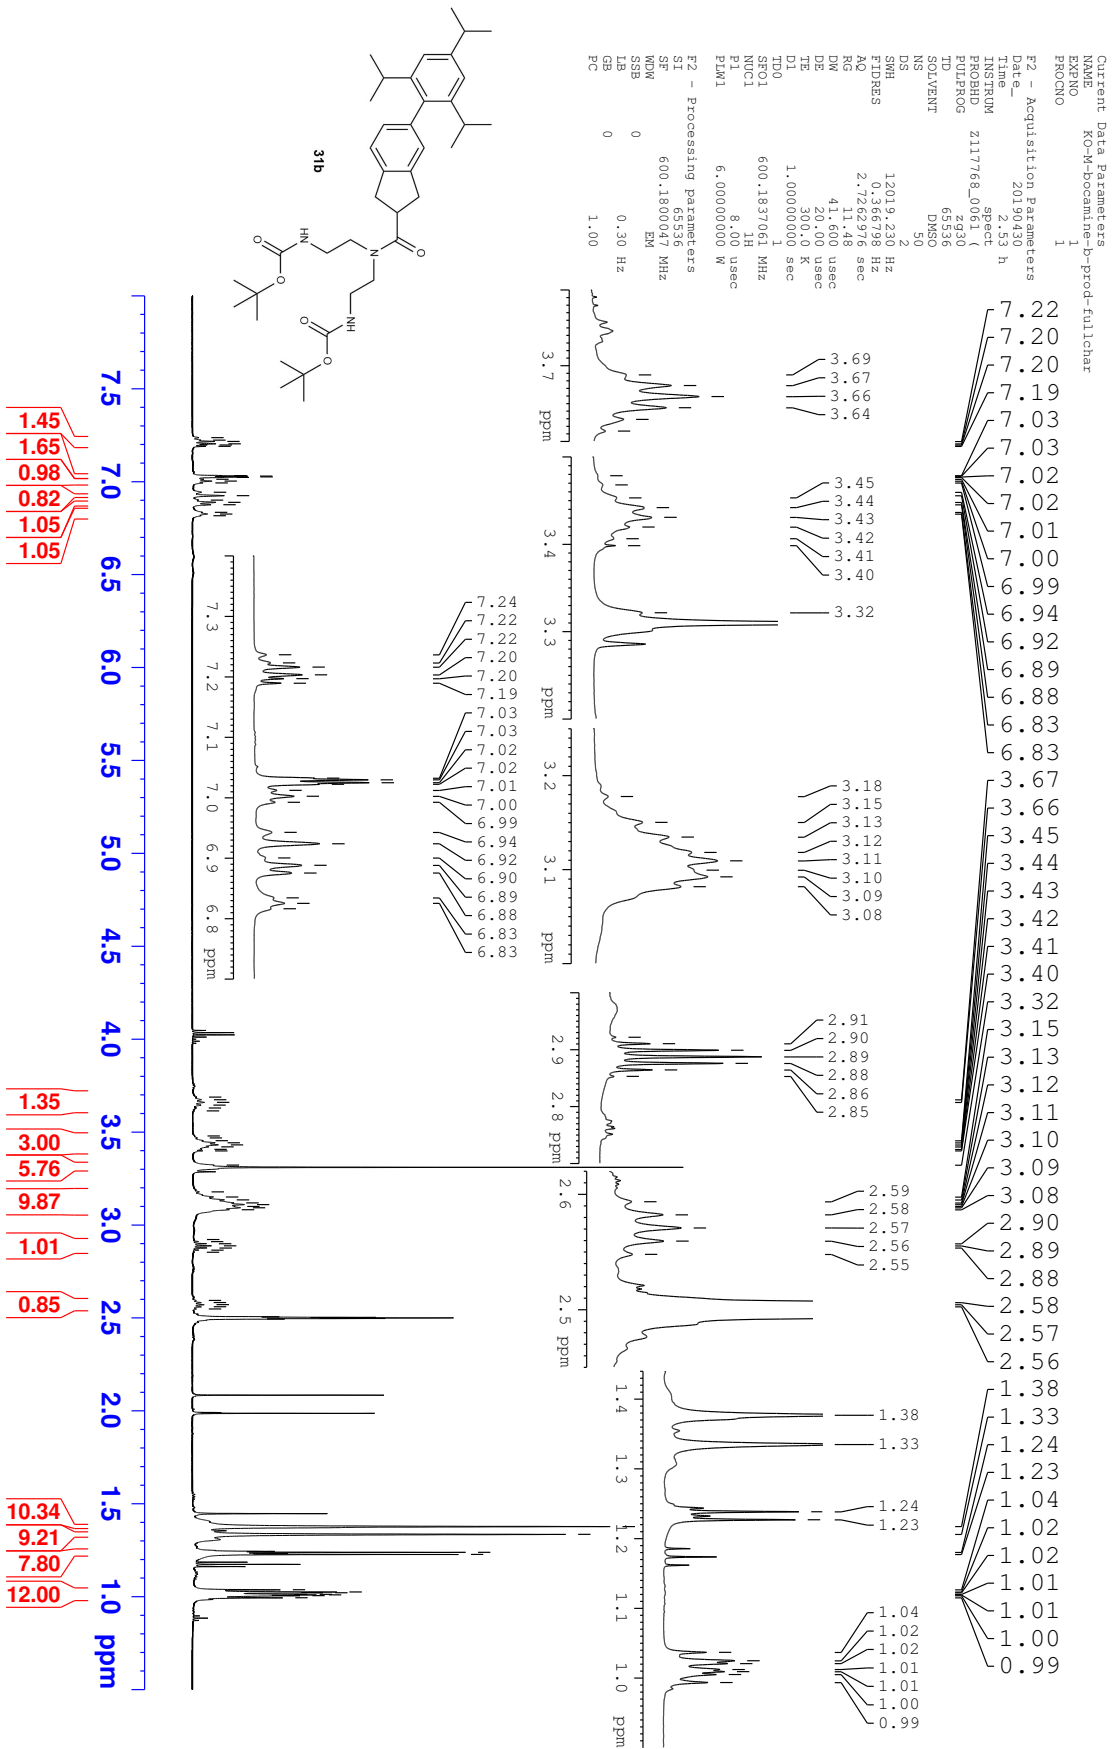 Current Data Parameters
NAME KO-M-bocamine-b-prod-fullchar
EXPNO 1
PROCNO 1
F2 - Acquisition Parameters
Date_ 20190430
Time 2.53 h
INSTRUM spect
PROBHD Z117768_0061 (
PULPROG zg30
TD 65536
SOLVENT DMSO
NS 50
DS 2
SWH 12019.230 Hz
FIDRES 0.366798 Hz
AQ 2.7262976 sec
RG 11.48
DW 41.600 usec
DE 20.00 usec
TE 300.0 K
D1 1.00000000 sec
TD0 1
SFO1 600.1837061 MHz
NUC1 1H
P1 8.00 usec
PLW1 6.00000000 W
F2 - Processing parameters
SI 65536
SF 600.1800047 MHz
WDW EM
SSB 0
LB 0.30 Hz
GB 0
PC 1.00
7.22
7.20
7.20
7.19
7.03
7.03
7.02
7.02
7.01
7.00
6.99
6.94
6.92
6.89
6.88
6.83
6.83
3.67
3.66
3.45
3.44
3.43
3.42
3.41
3.40
3.32
3.15
3.13
3.12
3.11
3.10
3.09
3.08
2.90
2.89
2.88
2.58
2.57
2.56
1.38
1.33
1.24
1.23
1.04
1.02
1.02
1.01
1.01
1.00
0.99
3.69
3.67
3.66
3.64
3.7 ppm
3.45
3.44
3.43
3.42
3.41
3.40
3.32
3.4 3.3 ppm
3.18
3.15
3.13
3.12
3.11
3.10
3.09
3.08
3.2 3.1 ppm
2.91
2.90
2.89
2.88
2.86
2.85
2.9 2.8 ppm
2.59
2.58
2.57
2.56
2.55
2.6 2.5 ppm
1.38
1.33
1.24
1.23
1.04
1.02
1.02
1.01
1.01
1.00
0.99
1.4 1.3 1.2 1.1 1.0 ppm
7.24
7.22
7.22
7.20
7.20
7.19
7.03
7.03
7.02
7.02
7.01
7.00
6.99
6.94
6.92
6.90
6.89
6.88
6.83
6.83
7.3 7.2 7.1 7.0 6.9 6.8 ppm
O
N
NH
O
O
NH
O
O
31b
7.5 7.0 6.5 6.0 5.5 5.0 4.5 4.0 3.5 3.0 2.5 2.0 1.5 1.0 ppm
1.45
1.65
0.98
0.82
1.05
1.05
1.35
3.00
5.76
9.87
1.01
0.85
10.34
9.21
7.80
12.00